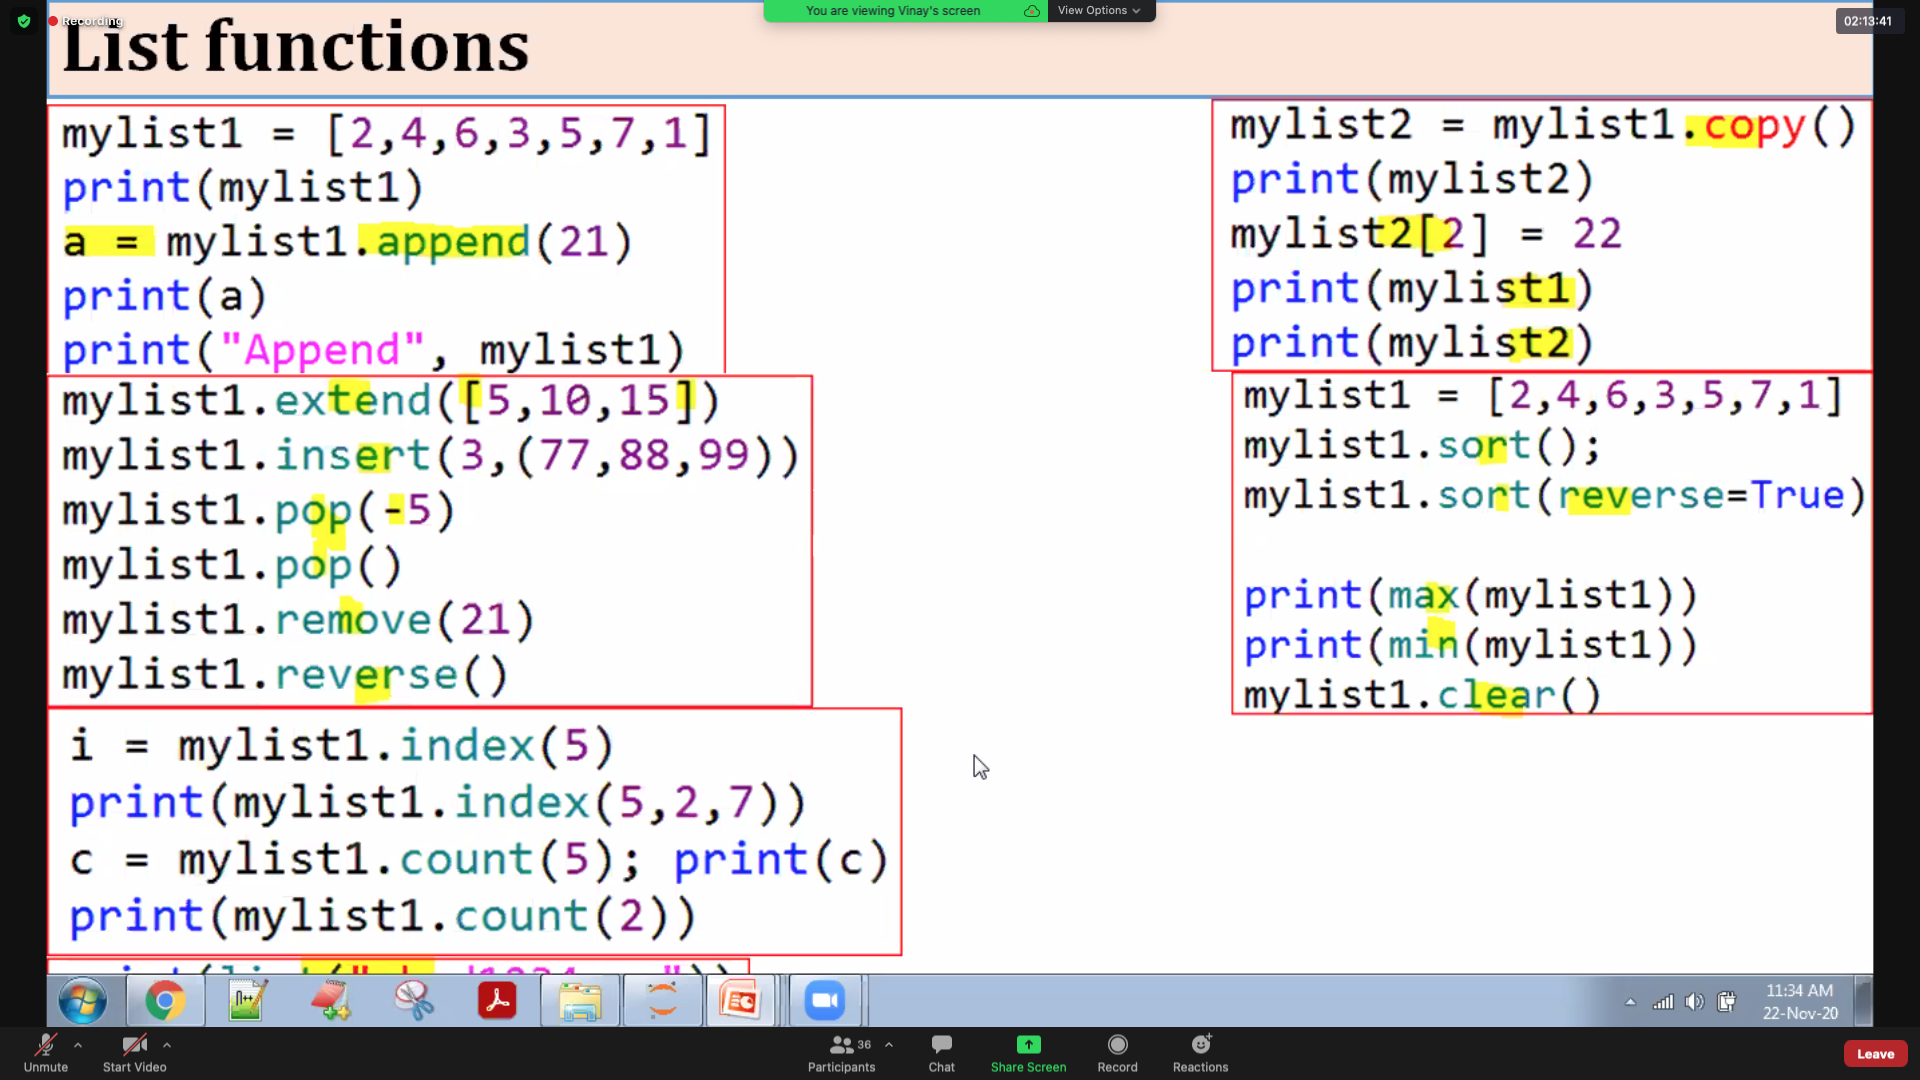 Recording
You are viewing Vinay's screen
View Options
02:13:41
List functions
mylist1 = [2,4,6,3,5,7,1]
print(mylist1)
a = mylist1.append(21)
print(a)
print("Append", mylist1)
mylist1.extend([5,10,15])
mylist1.insert(3,(77,88,99))
mylist1.pop(-5)
mylist1.pop()
mylist1.remove(21)
mylist1.reverse()
i = mylist1.index(5)
print(mylist1.index(5,2,7))
c = mylist1.count(5); print(c)
print(mylist1.count(2))
mylist2 = mylist1.copy()
print(mylist2)
mylist2[2] = 22
print(mylist1)
print(mylist2)
mylist1 = [2,4,6,3,5,7,1]
mylist1.sort();
mylist1.sort(reverse=True)
print(max(mylist1))
print(min(mylist1))
mylist1.clear()
11:34 AM
22-Nov-20
Unmute
Start Video
36
Participants
Chat
Share Screen
Record
Reactions
Leave